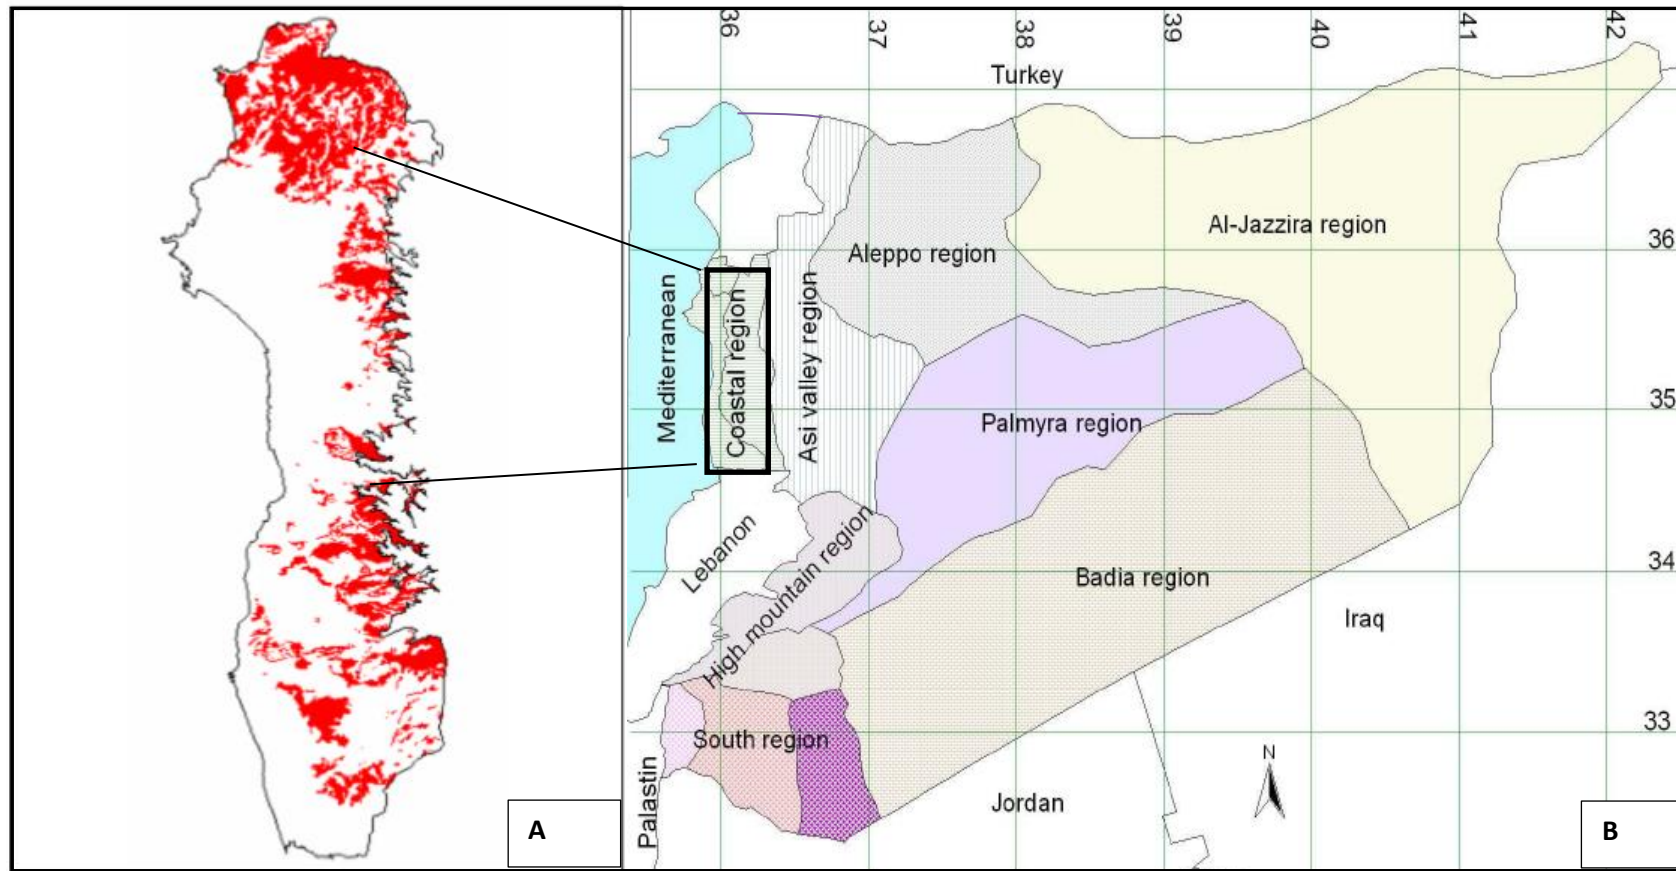 A
36
37
38
39
40
41
42
Turkey
36
Al-Jazzira region
Aleppo region
Mediterranean
Coastal region
Asi valley region
35
Palmyra region
Lebanon
High mountain region
34
Badia region
Iraq
33
South region
N
Palastin
Jordan
B